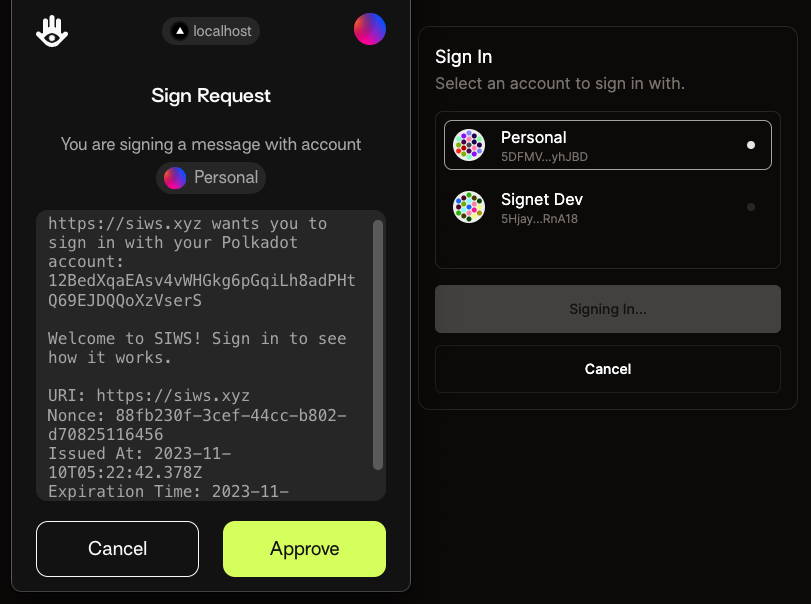 localhost
Sign Request
You are signing a message with account
Personal
https://siws.xyz wants you to
sign in with your Polkadot
account:
12BedXqaEAsv4vWHGkg6pGqiLh8adPHt
Q69EJDQQoXzVserS
Welcome to SIWS! Sign in to see
how it works.
URI: https://siws.xyz
Nonce: 88fb230f-3cef-44cc-b802-
d70825116456
Issued At: 2023-11-
10T05:22:42.378Z
Expiration Time: 2023-11-
Cancel
Approve
Sign In
Select an account to sign in with.
Personal
5DFMV...yhJBD
Signet Dev
5Hjay...RnA18
Signing In...
Cancel